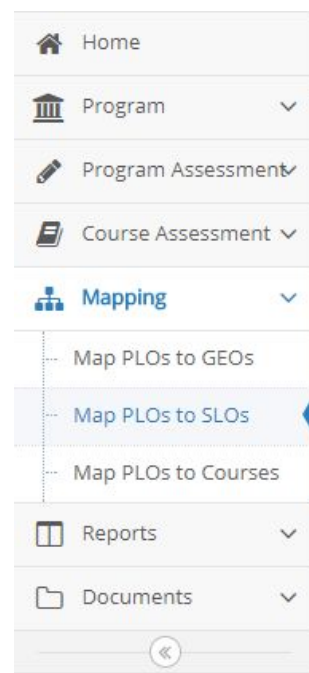 Home
Program
Program Assessment
Course Assessment
Mapping
Map PLOs to GEOs
Map PLOs to SLOs
Map PLOs to Courses
Reports
Documents